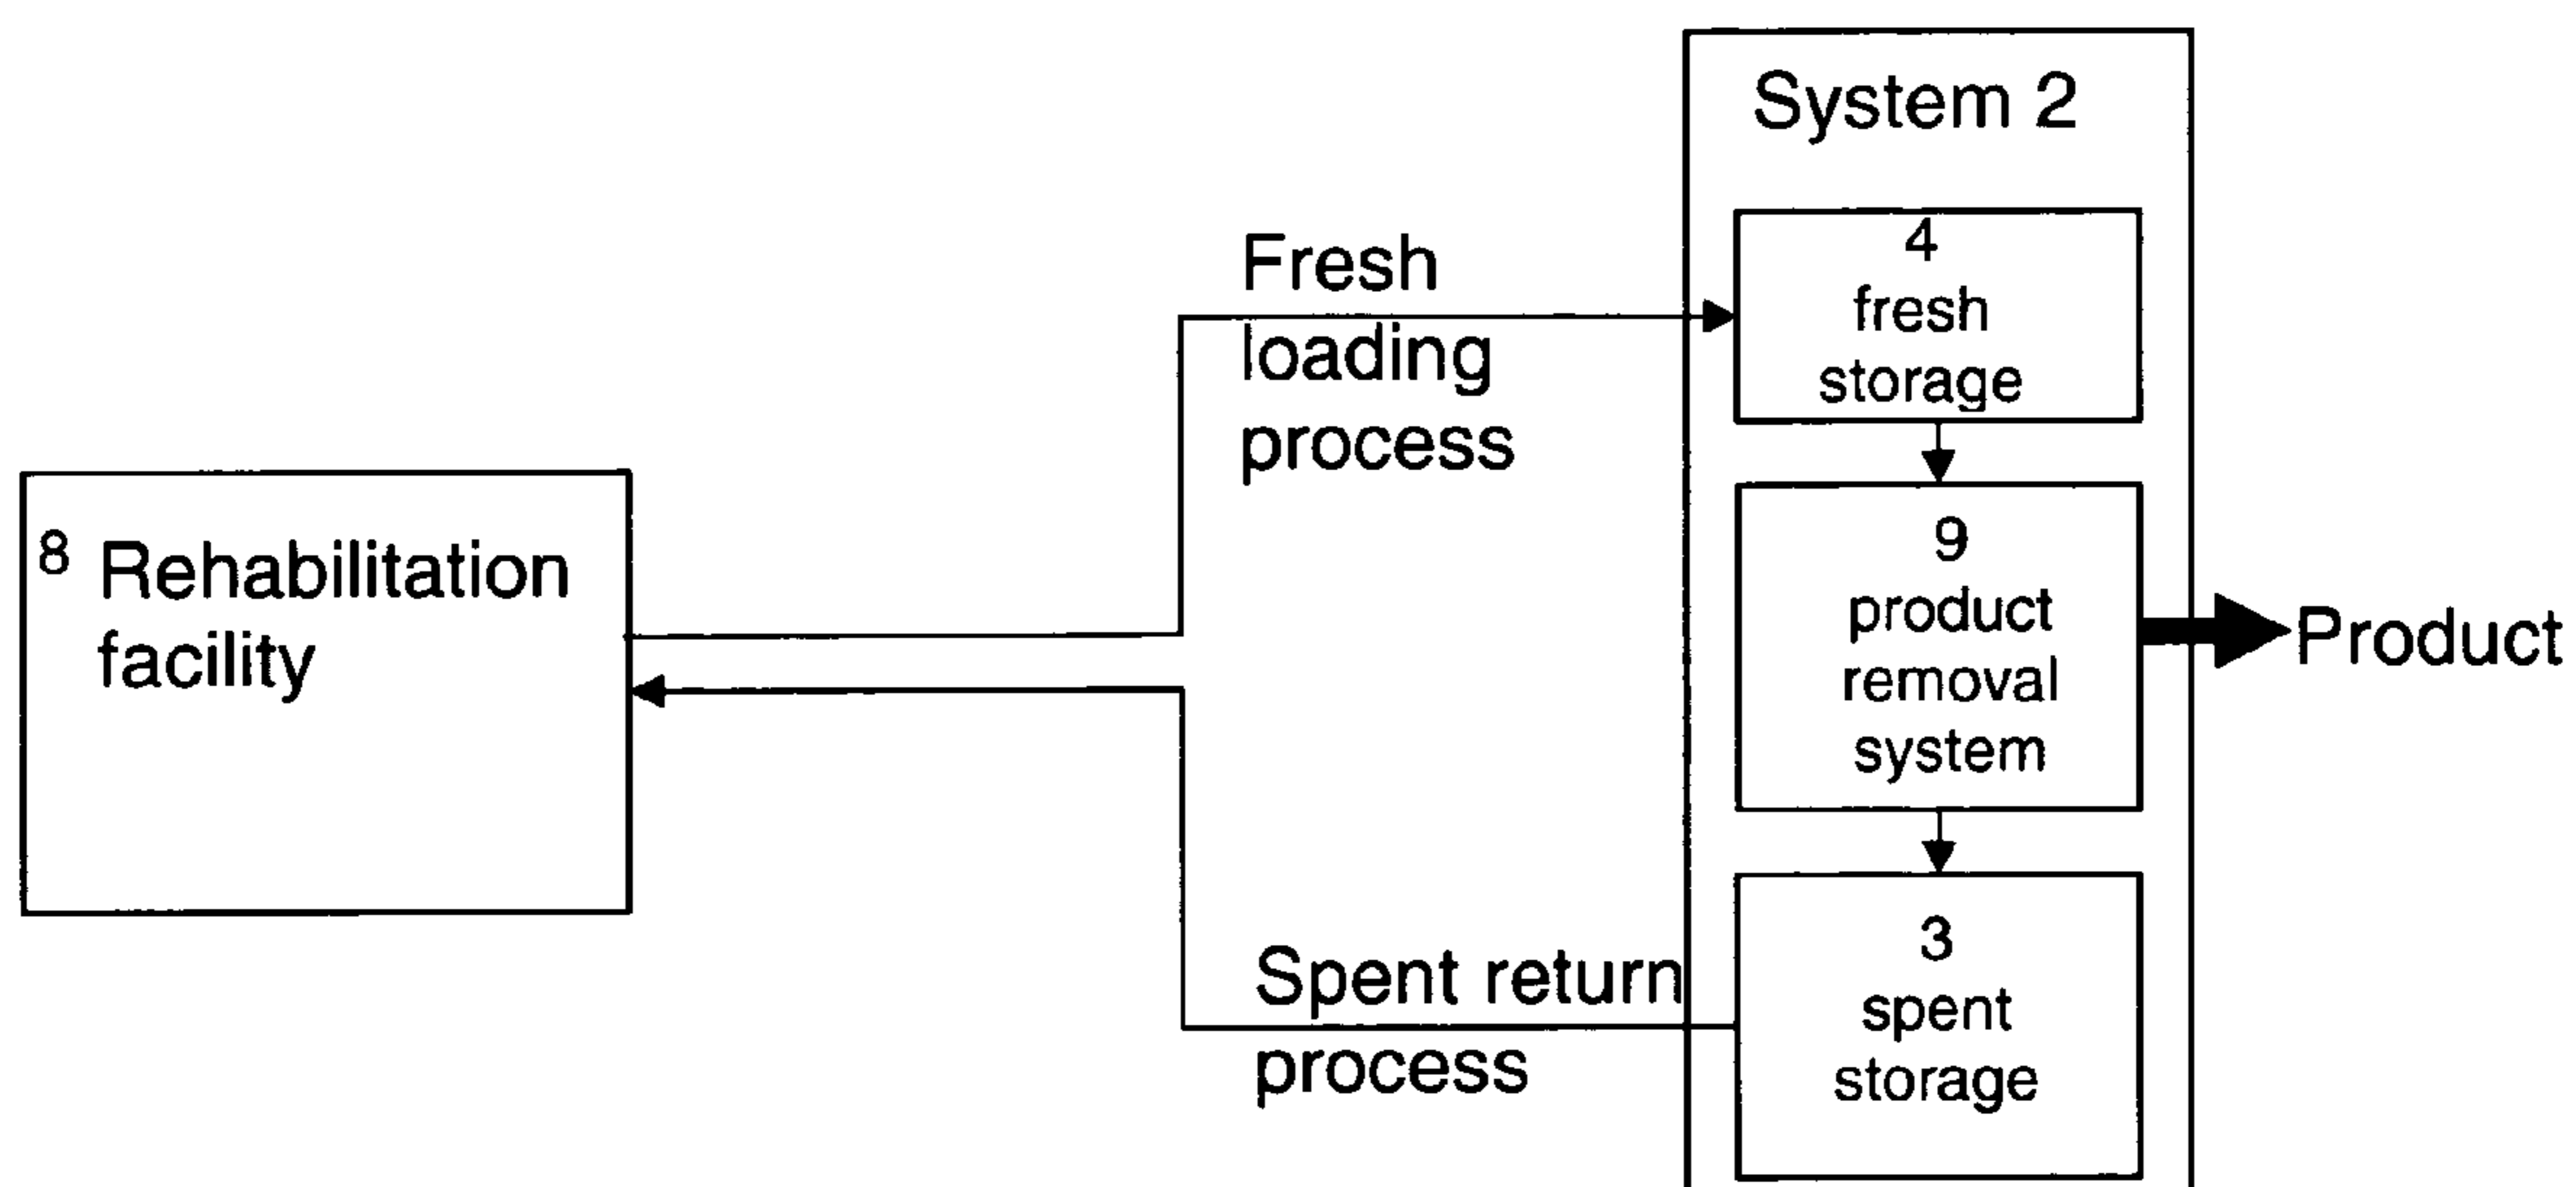 System 2
4
fresh
storage
Fresh
loading
process
8 Rehabilitation
facility
9
product
removal
system
Product
3
spent
storage
Spent return
process